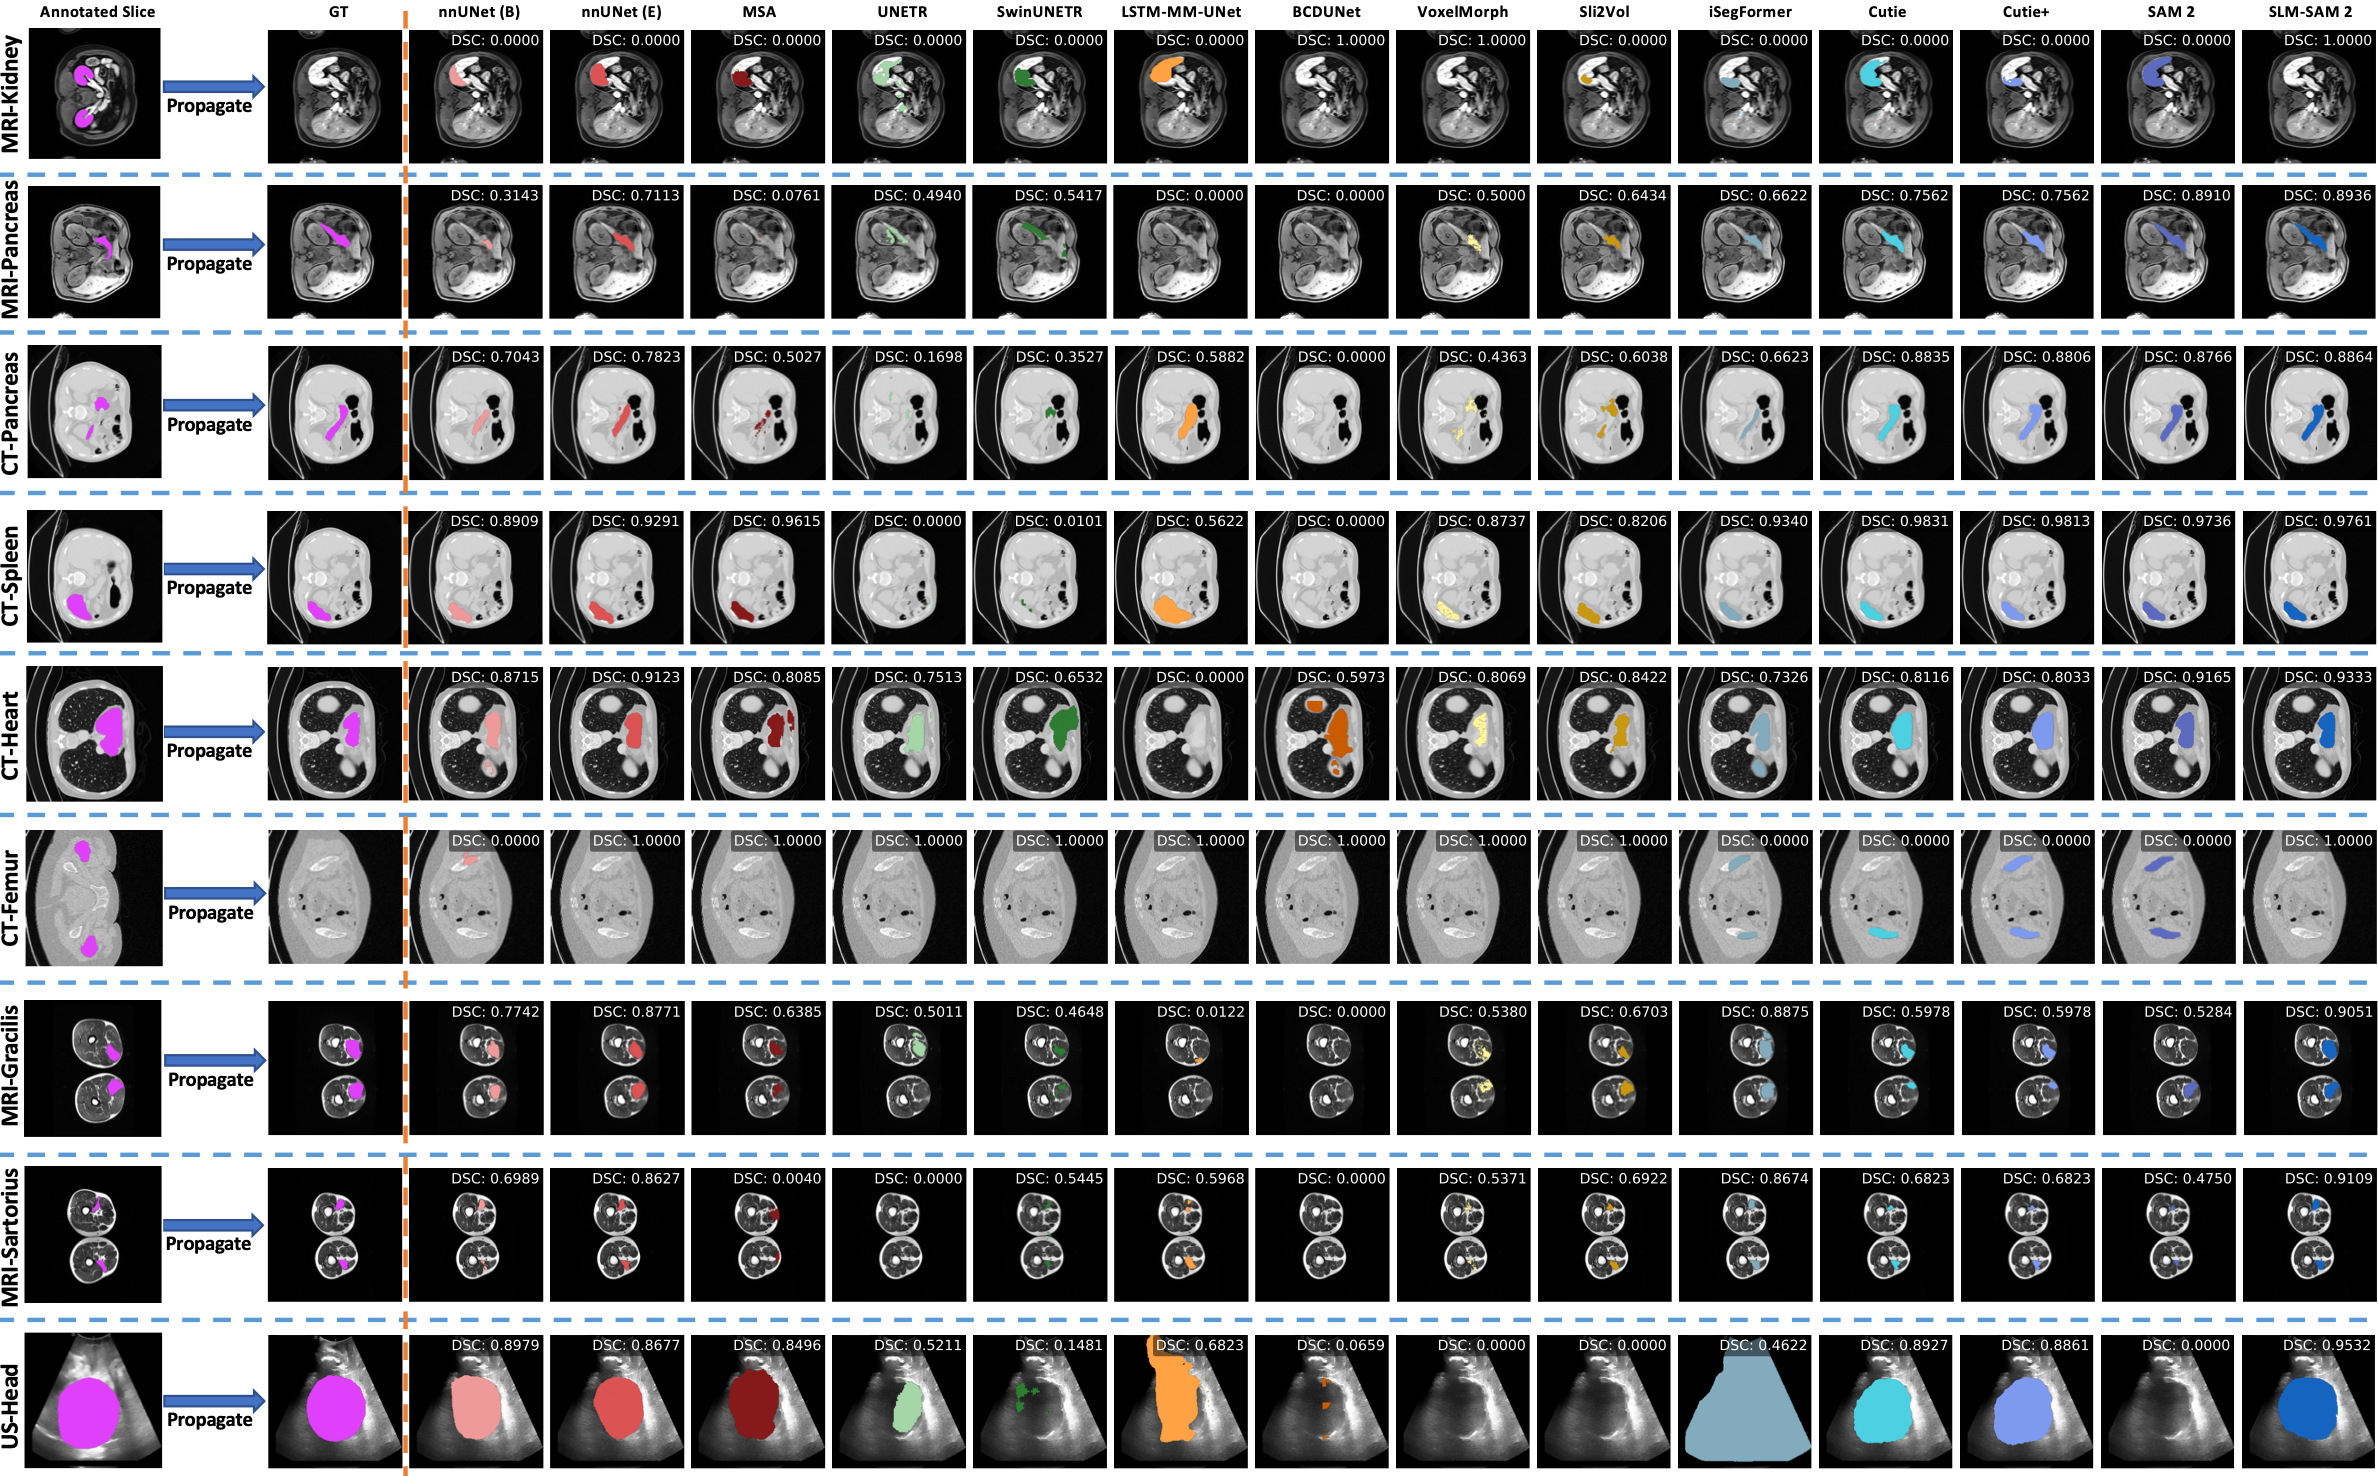 Annotated Slice GT nnUNet (B) nnUNet (E) MSA UNETR SwinUNETR LSTM-MM-UNet BCDUNet VoxelMorph Sli2Vol iSegFormer Cutie Cutie+ SAM 2 SLM-SAM 2
MRI-Kidney
Propagate
DSC: 0.0000 DSC: 0.0000 DSC: 0.0000 DSC: 0.0000 DSC: 0.0000 DSC: 0.0000 DSC: 1.0000 DSC: 1.0000 DSC: 0.0000 DSC: 0.0000 DSC: 0.0000 DSC: 0.0000 DSC: 0.0000 DSC: 1.0000
MRI-Pancreas
Propagate
DSC: 0.3143 DSC: 0.7113 DSC: 0.0761 DSC: 0.4940 DSC: 0.5417 DSC: 0.0000 DSC: 0.0000 DSC: 0.5000 DSC: 0.6434 DSC: 0.6622 DSC: 0.7562 DSC: 0.7562 DSC: 0.8910 DSC: 0.8936
CT-Pancreas
Propagate
DSC: 0.7043 DSC: 0.7823 DSC: 0.5027 DSC: 0.1698 DSC: 0.3527 DSC: 0.5882 DSC: 0.0000 DSC: 0.4363 DSC: 0.6038 DSC: 0.6623 DSC: 0.8835 DSC: 0.8806 DSC: 0.8766 DSC: 0.8864
CT-Spleen
Propagate
DSC: 0.8909 DSC: 0.9291 DSC: 0.9615 DSC: 0.0000 DSC: 0.0101 DSC: 0.5622 DSC: 0.0000 DSC: 0.8737 DSC: 0.8206 DSC: 0.9340 DSC: 0.9831 DSC: 0.9813 DSC: 0.9736 DSC: 0.9761
CT-Heart
Propagate
DSC: 0.8715 DSC: 0.9123 DSC: 0.8085 DSC: 0.7513 DSC: 0.6532 DSC: 0.0000 DSC: 0.5973 DSC: 0.8069 DSC: 0.8422 DSC: 0.7326 DSC: 0.8116 DSC: 0.8033 DSC: 0.9165 DSC: 0.9333
CT-Femur
Propagate
DSC: 0.0000 DSC: 1.0000 DSC: 1.0000 DSC: 1.0000 DSC: 1.0000 DSC: 1.0000 DSC: 1.0000 DSC: 1.0000 DSC: 1.0000 DSC: 0.0000 DSC: 0.0000 DSC: 0.0000 DSC: 0.0000 DSC: 1.0000
MRI-Gracilis
Propagate
DSC: 0.7742 DSC: 0.8771 DSC: 0.6385 DSC: 0.5011 DSC: 0.4648 DSC: 0.0122 DSC: 0.0000 DSC: 0.5380 DSC: 0.6703 DSC: 0.8875 DSC: 0.5978 DSC: 0.5978 DSC: 0.5284 DSC: 0.9051
MRI-Sartorius
Propagate
DSC: 0.6989 DSC: 0.8627 DSC: 0.0040 DSC: 0.0000 DSC: 0.5445 DSC: 0.5968 DSC: 0.0000 DSC: 0.5371 DSC: 0.6922 DSC: 0.8674 DSC: 0.6823 DSC: 0.6823 DSC: 0.4750 DSC: 0.9109
US-Head
Propagate
DSC: 0.8979 DSC: 0.8677 DSC: 0.8496 DSC: 0.5211 DSC: 0.1481 DSC: 0.6823 DSC: 0.0659 DSC: 0.0000 DSC: 0.0000 DSC: 0.4622 DSC: 0.8927 DSC: 0.8861 DSC: 0.0000 DSC: 0.9532